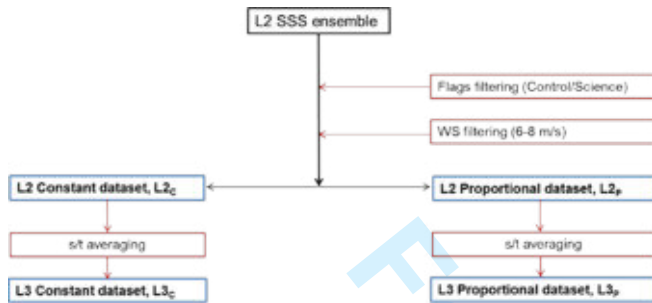 L2 SSS ensemble
Flags filtering (Control/Science)
WS filtering (6-8 m/s)
L2 Constant dataset, L2c
L2 Proportional dataset, L2P
s/t averaging
s/t averaging
L3 Constant dataset, L3c
L3 Proportional dataset, L3P
F